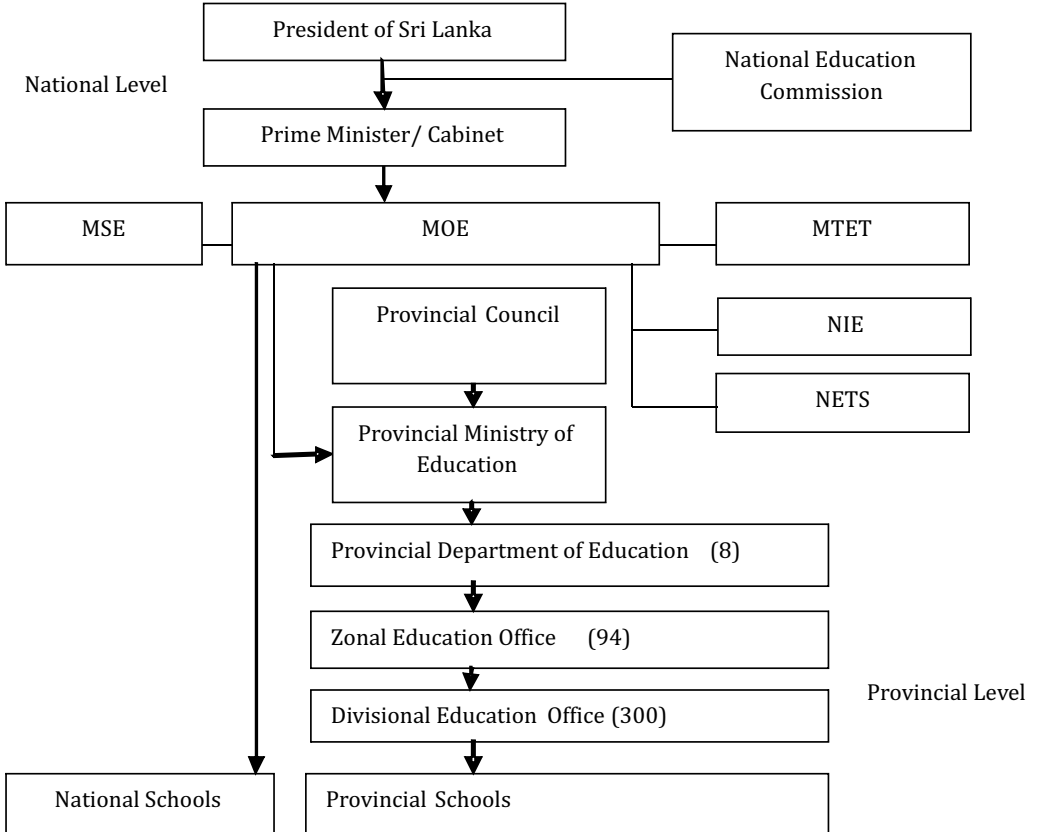 President of Sri Lanka
National Level
National Education
Commission
Prime Minister/ Cabinet
MSE
MOE
MTET
Provincial Council
NIE
NETS
Provincial Ministry of
Education
Provincial Department of Education (8)
Zonal Education Office (94)
Provincial Level
Divisional Education Office (300)
National Schools
Provincial Schools